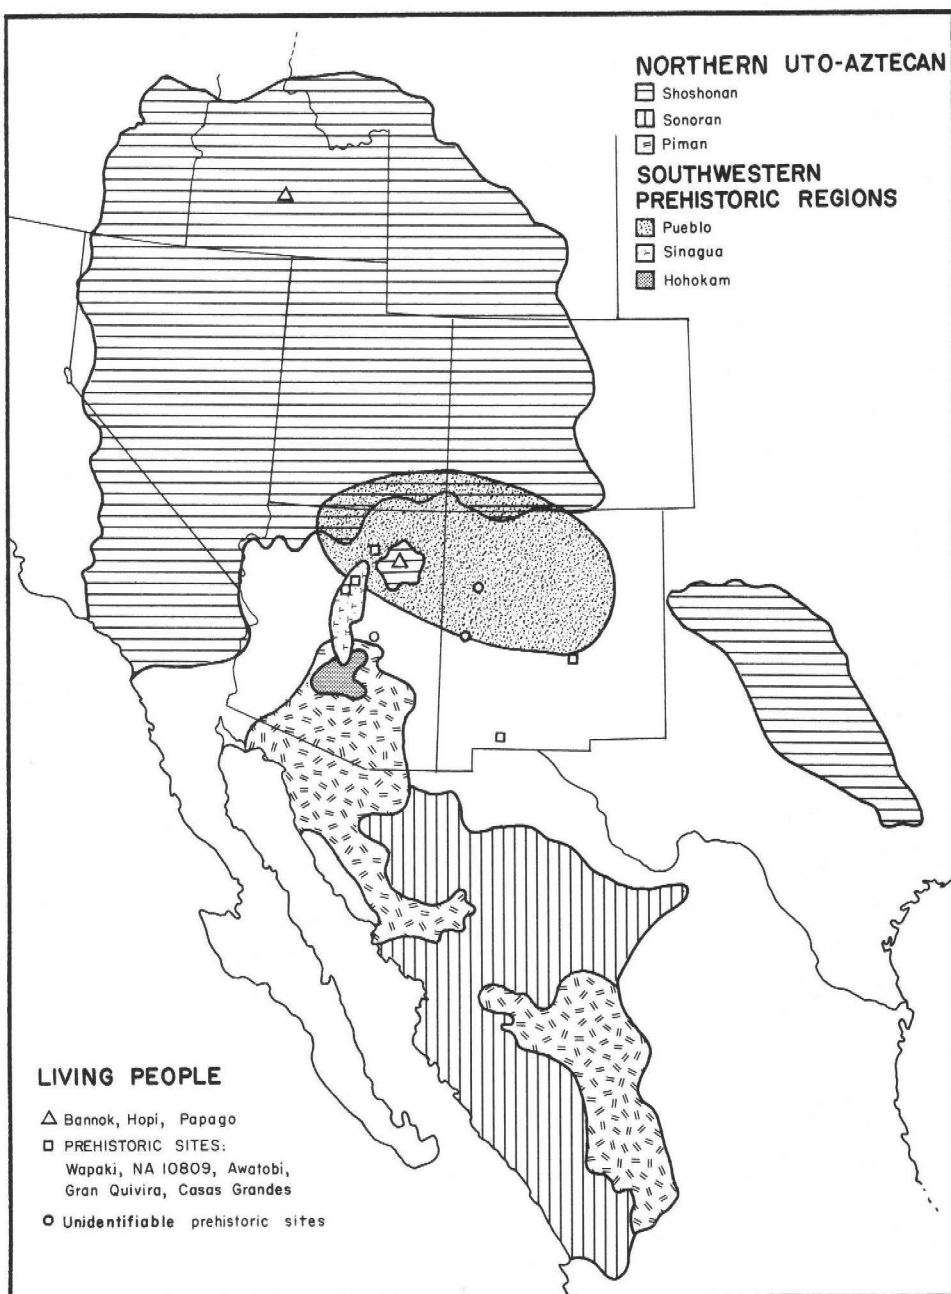 NORTHERN UTO-AZTECAN
Shoshonan
Sonoran
Piman
SOUTHWESTERN
PREHISTORIC REGIONS
Pueblo
Sinagua
Hohokam
LIVING PEOPLE
Bannok, Hopi, Papago
PREHISTORIC SITES:
Wapaki, NA 10809, Awatobi,
Gran Quivira, Casas Grandes
Unidentifiable prehistoric sites